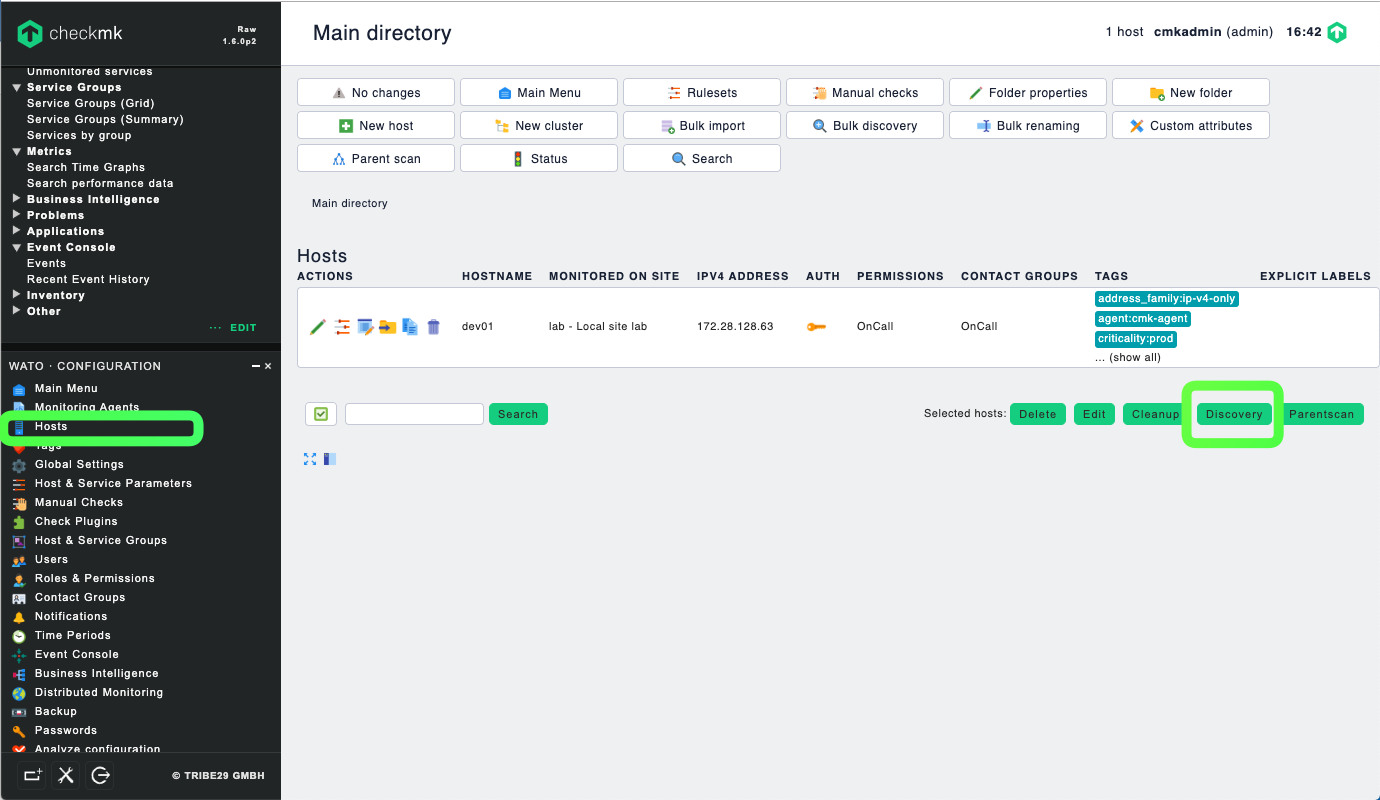 checkmk
Raw
1.6.0p2
Unmonitored services
Service Groups
Service Groups (Grid)
Service Groups (Summary)
Services by group
Metrics
Search Time Graphs
Search performance data
Business Intelligence
Problems
Applications
Event Console
Events
Recent Event History
Inventory
Other
... EDIT
WATO · CONFIGURATION
Main Menu
Monitoring Agents
Hosts
Tags
Global Settings
Host & Service Parameters
Manual Checks
Check Plugins
Host & Service Groups
Users
Roles & Permissions
Contact Groups
Notifications
Time Periods
Event Console
Business Intelligence
Distributed Monitoring
Backup
Passwords
Analyze configuration
© TRIBE29 GMBH
Main directory
1 host cmkadmin (admin) 16:42
No changes Main Menu Rulesets Manual checks Folder properties New folder
New host New cluster Bulk import Bulk discovery Bulk renaming Custom attributes
Parent scan Status Search
Main directory
Hosts
ACTIONS HOSTNAME MONITORED ON SITE IPV4 ADDRESS AUTH PERMISSIONS CONTACT GROUPS TAGS EXPLICIT LABELS
dev01 lab - Local site lab 172.28.128.63 OnCall OnCall
address_family:ip-v4-only
agent:cmk-agent
criticality:prod
... (show all)
Search Selected hosts: Delete Edit Cleanup Discovery Parentscan